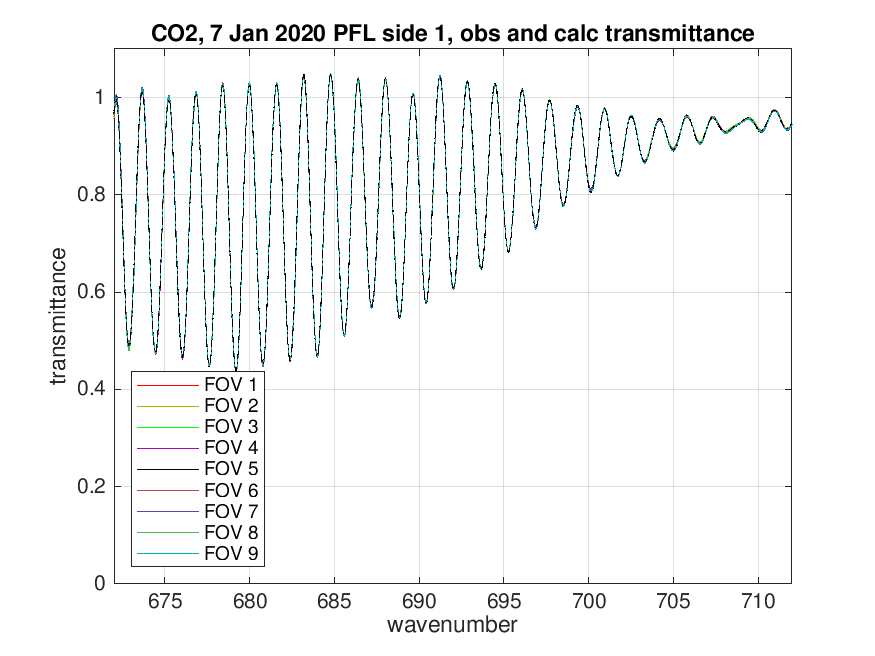 CO2, 7 Jan 2020 PFL side 1, obs and calc transmittance
transmittance
1
0.8
0.6
0.4
0.2
0
FOV 1
FOV 2
FOV 3
FOV 4
FOV 5
FOV 6
FOV 7
FOV 8
FOV 9
675 680 685 690 695 700 705 710
wavenumber